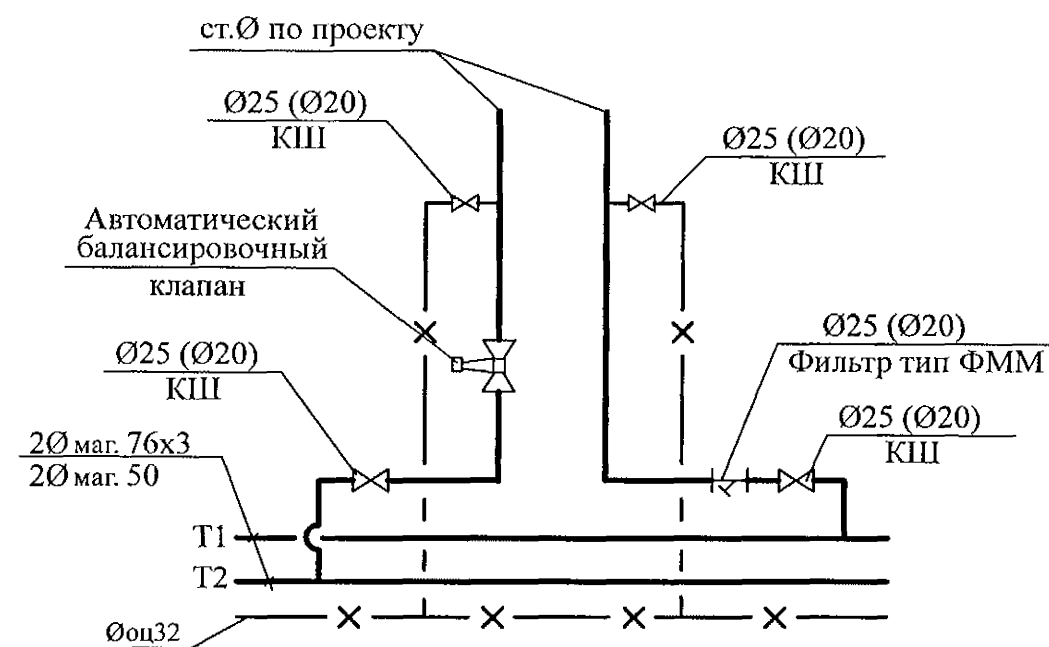 ст.Ø по проекту
Ø25 (Ø20)
КШ
Ø25 (Ø20)
КШ
Автоматический
балансировочный
клапан
Ø25 (Ø20)
КШ
Ø25 (Ø20)
Фильтр тип ФММ
Ø25 (Ø20)
КШ
2Ø маг. 76х3
2Ø маг. 50
Т1
Т2
Øоц32